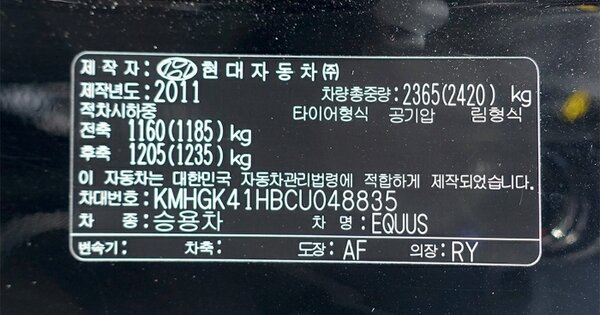 제작자: 현대자동차㈜
제작년도: 2011 차량총중량: 2365(2420) kg
적차시하중 타이어형식 공기압 림형식
전축 1160(1185) kg
후축 1205(1235) kg
이 자동차는 대한민국 자동차관리법령에 적합하게 제작되었습니다.
차대번호: KMHGK41HBCU048835
차 종: 승용차 차 명: EQUUS
변속기: 차축: 도장: AF 의장: RY